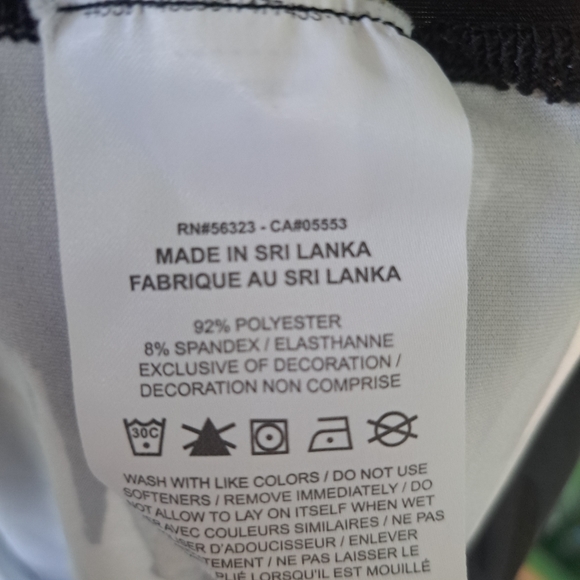 RN#56323 - CA#05553
MADE IN SRI LANKA
FABRIQUE AU SRI LANKA
92% POLYESTER
8% SPANDEX / ELASTHANNE
EXCLUSIVE OF DECORATION /
DECORATION NON COMPRISE
30C
WASH WITH LIKE COLORS / DO NOT USE
SOFTENERS / REMOVE IMMEDIATELY / DO
NOT ALLOW TO LAY ON ITSELF WHEN WET
AVEC COULEURS SIMILAIRES / NE PAS
D'ADOUCISSEUR / ENLEVER
/ NE PAS LAISSER LE
PLIÉ LORSQU'IL EST MOUILLÉ